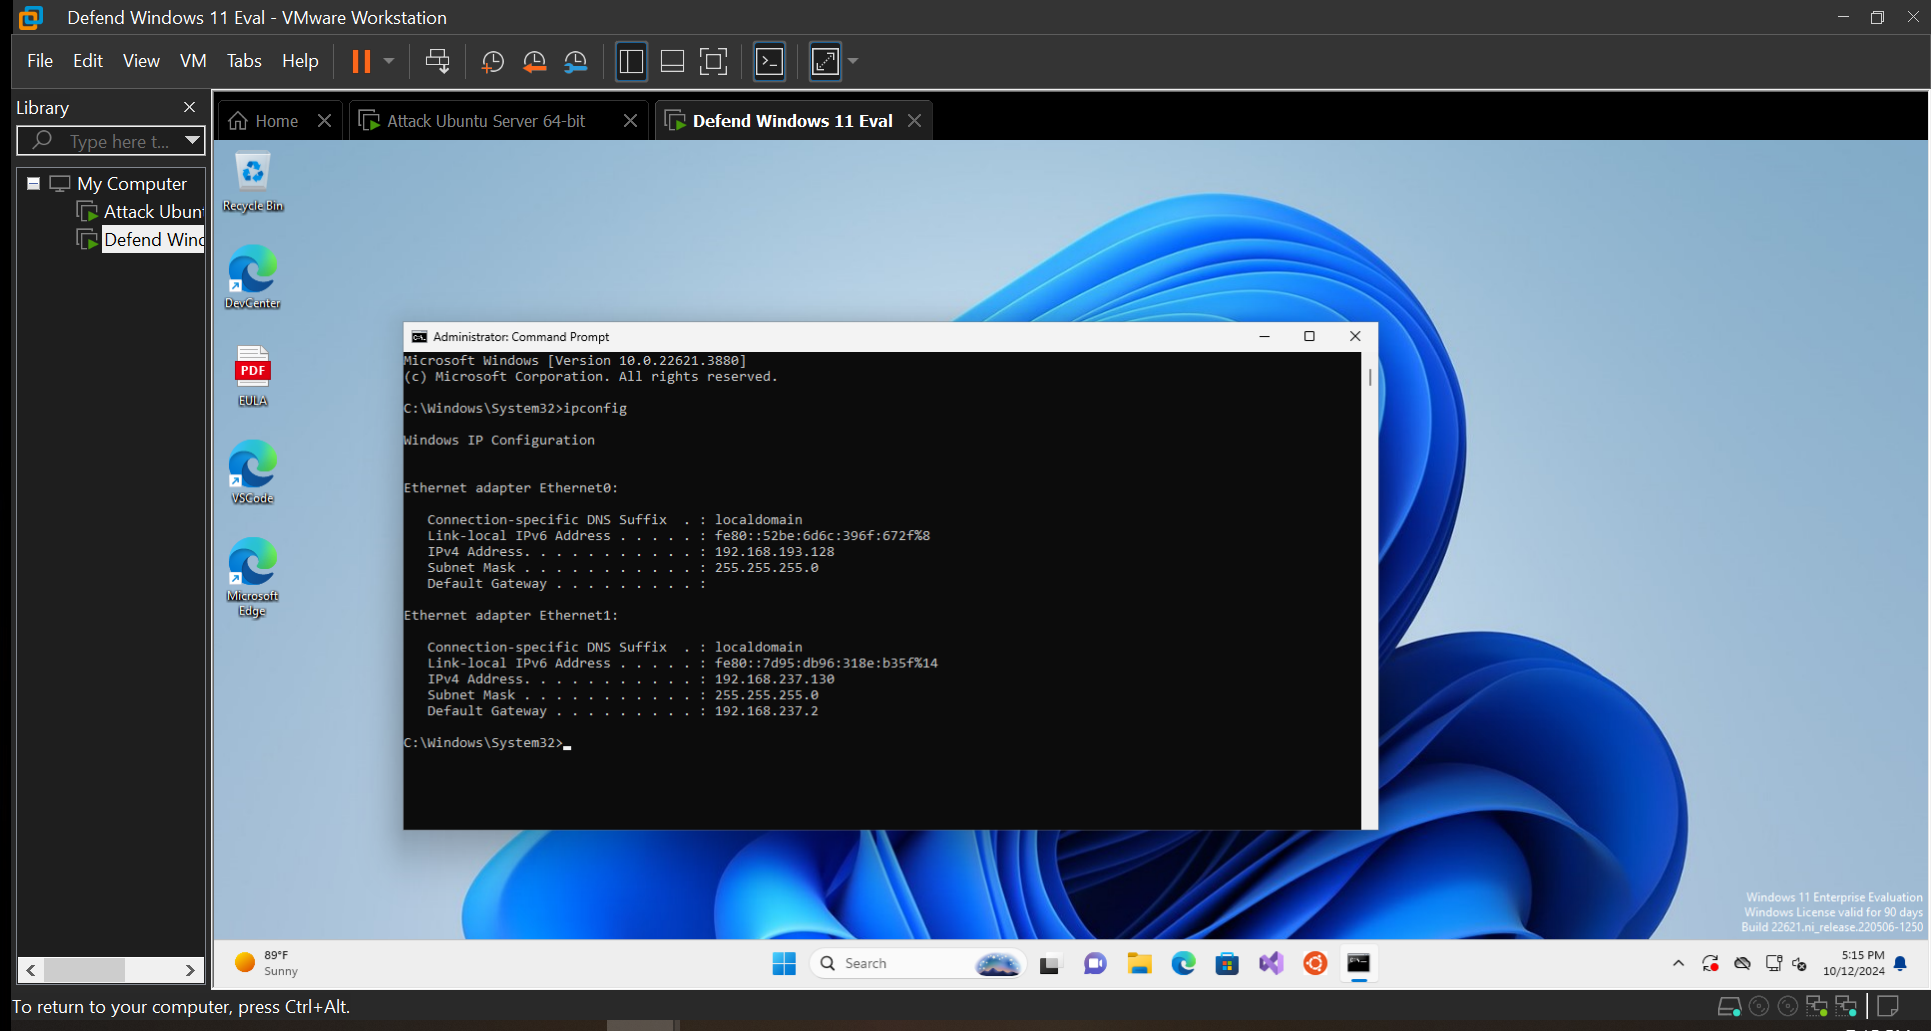 Defend Windows 11 Eval - VMware Workstation
File Edit View VM Tabs Help
Library
Type here t...
My Computer
Attack Ubun
Defend Wind
Home
Attack Ubuntu Server 64-bit
Defend Windows 11 Eval
Recycle Bin
DevCenter
PDF
EULA
VSCode
Microsoft
Edge
Administrator: Command Prompt
Microsoft Windows [Version 10.0.22621.3880]
(c) Microsoft Corporation. All rights reserved.
C:\Windows\System32>ipconfig
Windows IP Configuration
Ethernet adapter Ethernet0:
Connection-specific DNS Suffix . : localdomain
Link-local IPv6 Address . . . . . : fe80::52be:6d6c:396f:672f%8
IPv4 Address. . . . . . . . . . . : 192.168.193.128
Subnet Mask . . . . . . . . . . . : 255.255.255.0
Default Gateway . . . . . . . . . :
Ethernet adapter Ethernet1:
Connection-specific DNS Suffix . : localdomain
Link-local IPv6 Address . . . . . : fe80::7d95:db96:318e:b35f%14
IPv4 Address. . . . . . . . . . . : 192.168.237.130
Subnet Mask . . . . . . . . . . . : 255.255.255.0
Default Gateway . . . . . . . . . : 192.168.237.2
C:\Windows\System32>
Windows 11 Enterprise Evaluation
Windows License valid for 90 days
Build 22621.ni_release.220506-1250
89°F
Sunny
Search
5:15 PM
10/12/2024
To return to your computer, press Ctrl+Alt.